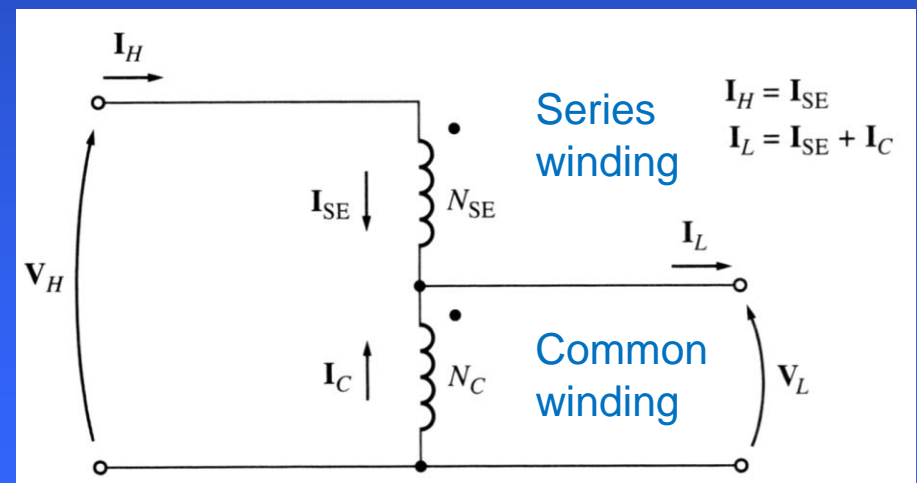 I_H
Series
winding
I_H = I_SE
I_L = I_SE + I_C
I_SE
N_SE
I_L
V_H
Common
winding
I_C
N_C
V_L